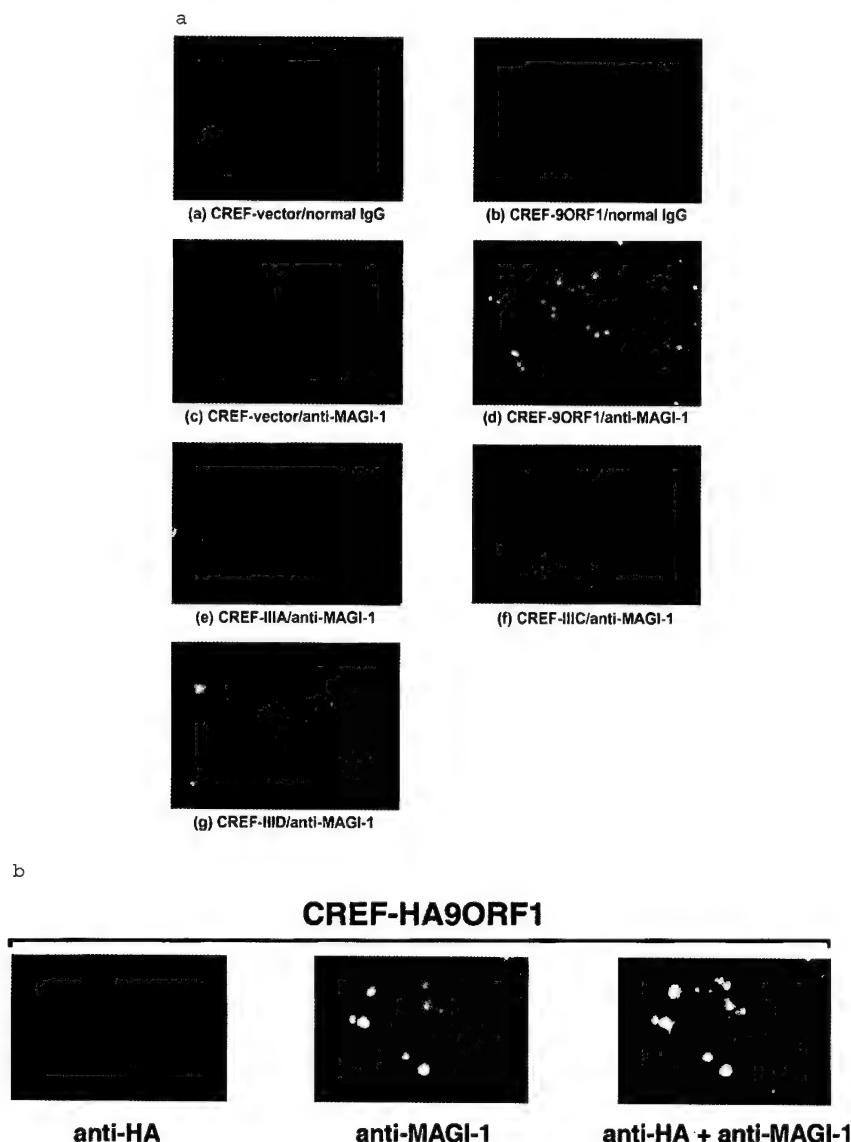 a
(a) CREF-vector/normal IgG
(b) CREF-9ORF1/normal IgG
(c) CREF-vector/anti-MAGI-1
(d) CREF-9ORF1/anti-MAGI-1
(e) CREF-IIIA/anti-MAGI-1
(f) CREF-IIIC/anti-MAGI-1
(g) CREF-IIID/anti-MAGI-1
b
CREF-HA9ORF1
anti-HA
anti-MAGI-1
anti-HA + anti-MAGI-1